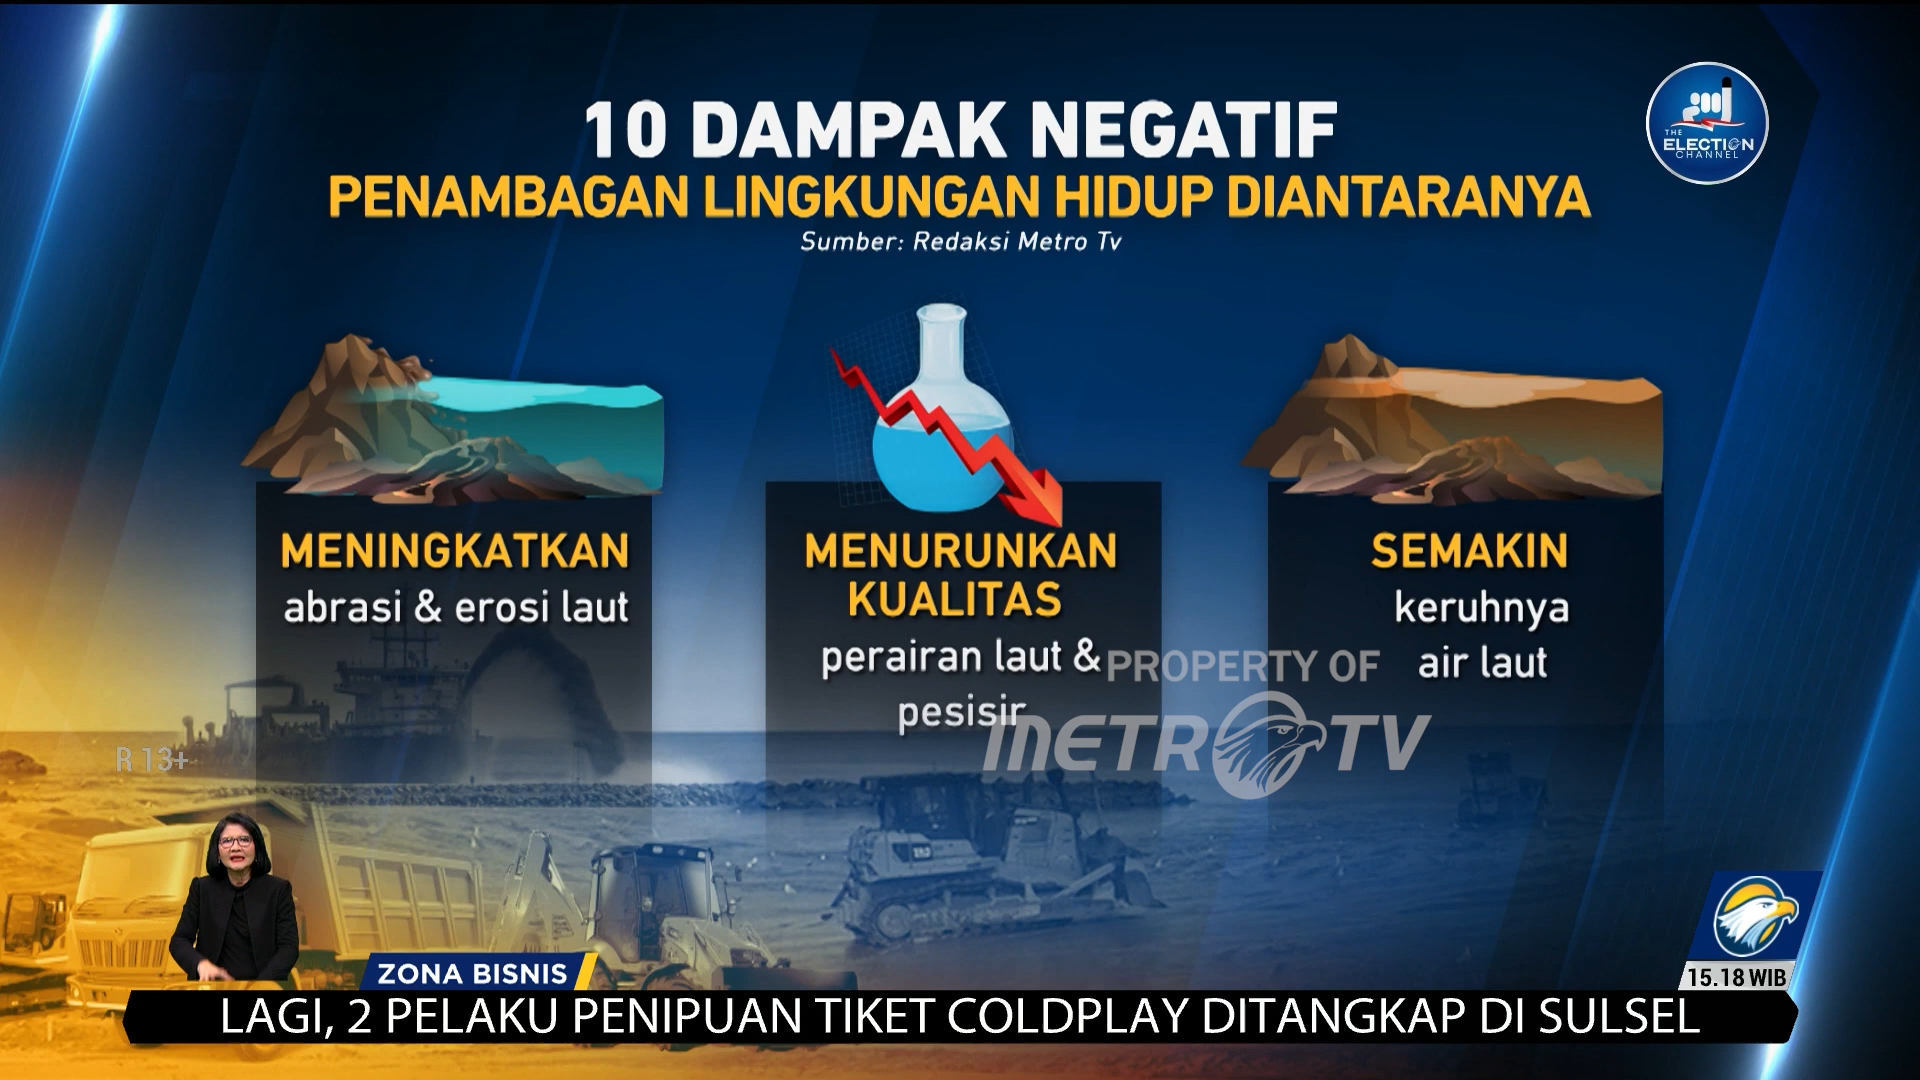 10 DAMPAK NEGATIF
PENAMBAGAN LINGKUNGAN HIDUP DIANTARANYA
Sumber: Redaksi Metro Tv
THE
ELECTION
CHANNEL
MENINGKATKAN
abrasi & erosi laut
MENURUNKAN
KUALITAS
perairan laut &
pesisir
SEMAKIN
keruhnya
air laut
PROPERTY OF
METRO TV
R 13+
ZONA BISNIS
15.18 WIB
LAGI, 2 PELAKU PENIPUAN TIKET COLDPLAY DITANGKAP DI SULSEL